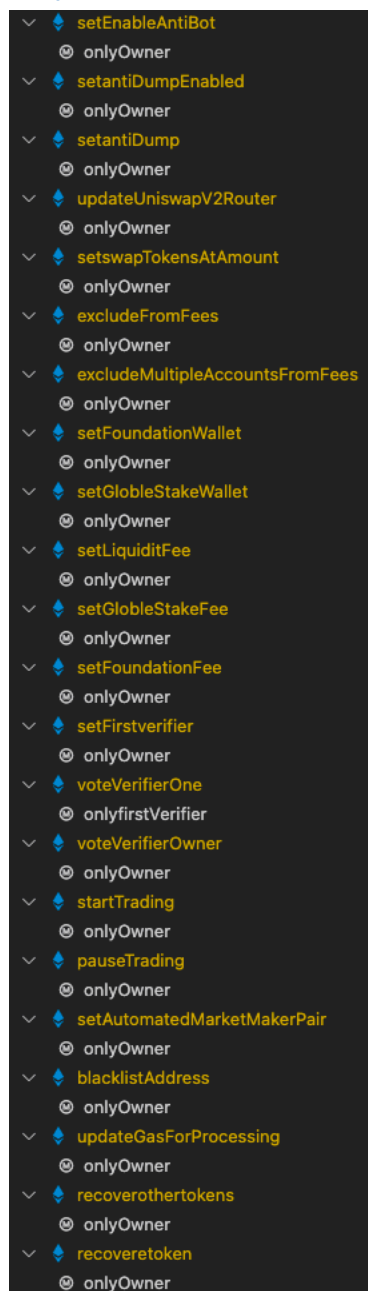 setEnableAntiBot
onlyOwner
setantiDumpEnabled
onlyOwner
setantiDump
onlyOwner
updateUniswapV2Router
onlyOwner
setswapTokensAtAmount
onlyOwner
excludeFromFees
onlyOwner
excludeMultipleAccountsFromFees
onlyOwner
setFoundationWallet
onlyOwner
setGlobleStakeWallet
onlyOwner
setLiquiditFee
onlyOwner
setGlobleStakeFee
onlyOwner
setFoundationFee
onlyOwner
setFirstverifier
onlyOwner
voteVerifierOne
onlyfirstVerifier
voteVerifierOwner
onlyOwner
startTrading
onlyOwner
pauseTrading
onlyOwner
setAutomatedMarketMakerPair
onlyOwner
blacklistAddress
onlyOwner
updateGasForProcessing
onlyOwner
recoverothertokens
onlyOwner
recoveretoken
onlyOwner